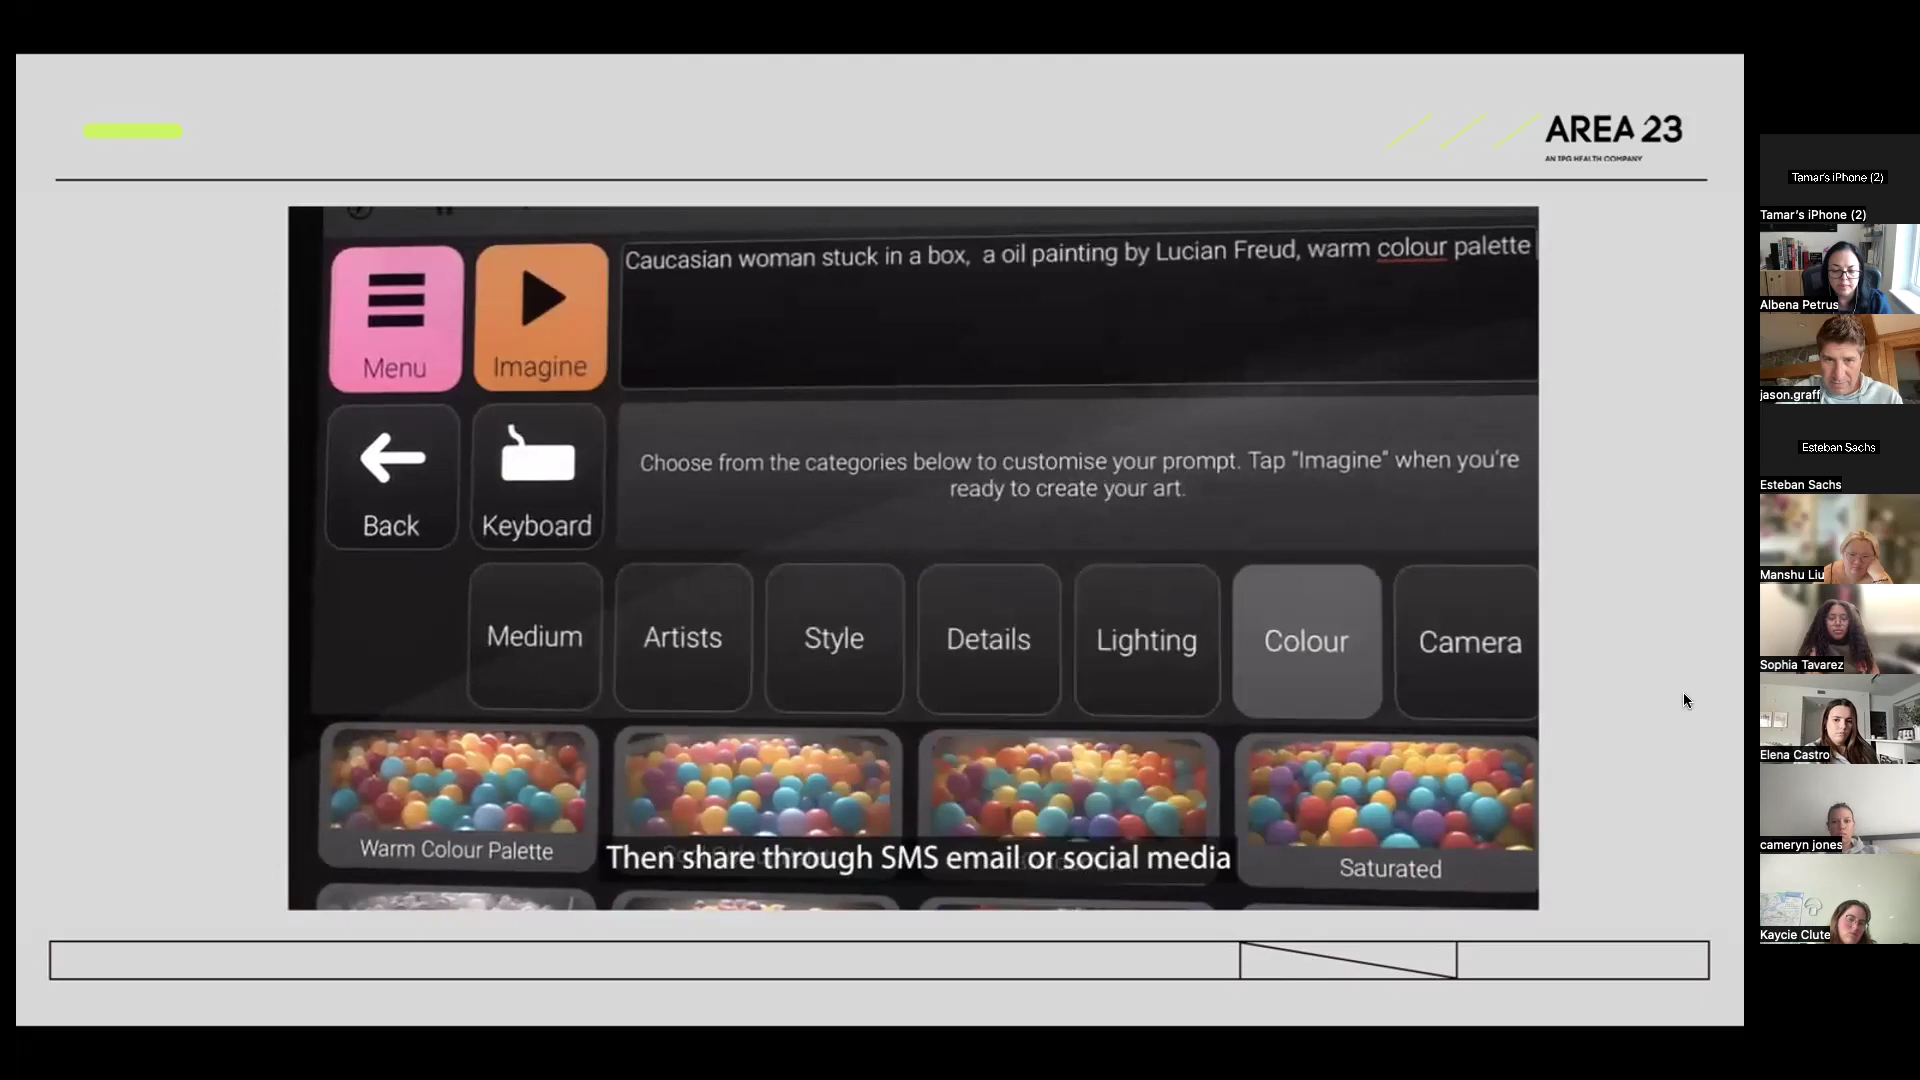 AREA 23
AN IPG HEALTH COMPANY
Caucasian woman stuck in a box,  a oil painting by Lucian Freud, warm colour palette
Menu
Imagine
Choose from the categories below to customise your prompt. Tap "Imagine" when you're
ready to create your art.
Back
Keyboard
Medium
Artists
Style
Details
Lighting
Colour
Camera
Warm Colour Palette
Saturated
Then share through SMS email or social media
Tamar's iPhone (2)
Tamar's iPhone (2)
Albena Petrus
jason.graff
Esteban Sachs
Esteban Sachs
Manshu Liu
Sophia Tavarez
Elena Castro
cameryn jones
Kaycie Clute